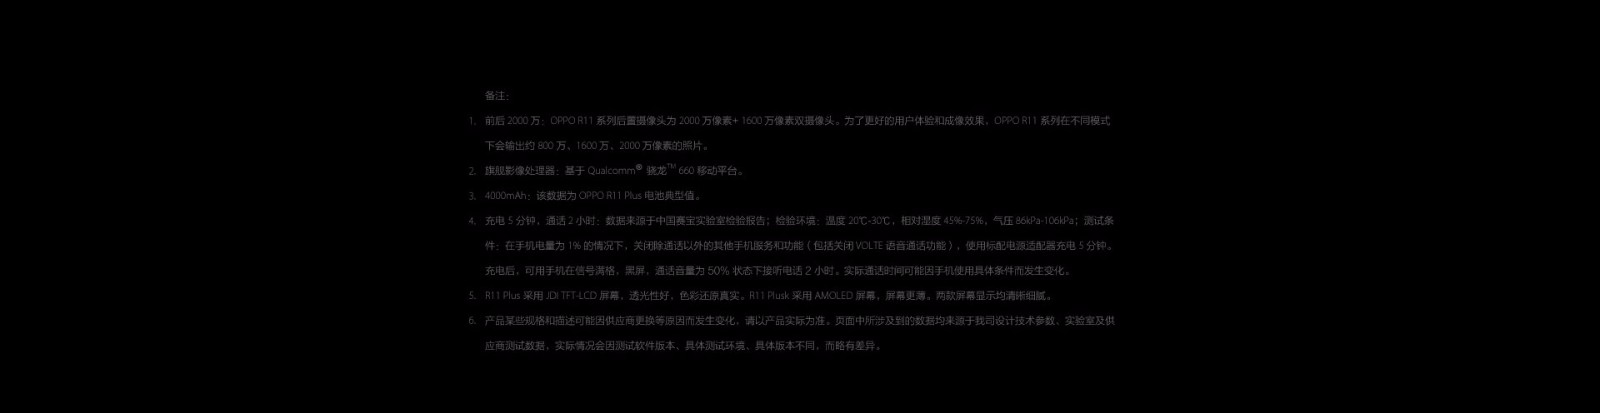 备注：
1. 前后 2000 万：OPPO R11 系列后置摄像头为 2000 万像素+ 1600 万像素双摄像头。为了更好的用户体验和成像效果，OPPO R11 系列在不同模式
下会输出约 800 万、1600 万、2000 万像素的照片。
2. 旗舰影像处理器：基于 Qualcomm® 骁龙™ 660 移动平台。
3. 4000mAh：该数据为 OPPO R11 Plus 电池典型值。
4. 充电 5 分钟，通话 2 小时：数据来源于中国赛宝实验室检验报告；检验环境：温度 20℃-30℃，相对湿度 45%-75%，气压 86kPa-106kPa；测试条
件：在手机电量为 1% 的情况下，关闭除通话以外的其他手机服务和功能（包括关闭 VOLTE 语音通话功能），使用标配电源适配器充电 5 分钟。
充电后，可用手机在信号满格，黑屏，通话音量为 50% 状态下接听电话 2 小时。实际通话时间可能因手机使用具体条件而发生变化。
5. R11 Plus 采用 JDI TFT-LCD 屏幕，透光性好，色彩还原真实。R11 Plusk 采用 AMOLED 屏幕，屏幕更薄。两款屏幕显示均清晰细腻。
6. 产品某些规格和描述可能因供应商更换等原因而发生变化，请以产品实际为准。页面中所涉及到的数据均来源于我司设计技术参数、实验室及供
应商测试数据，实际情况会因测试软件版本、具体测试环境、具体版本不同，而略有差异。